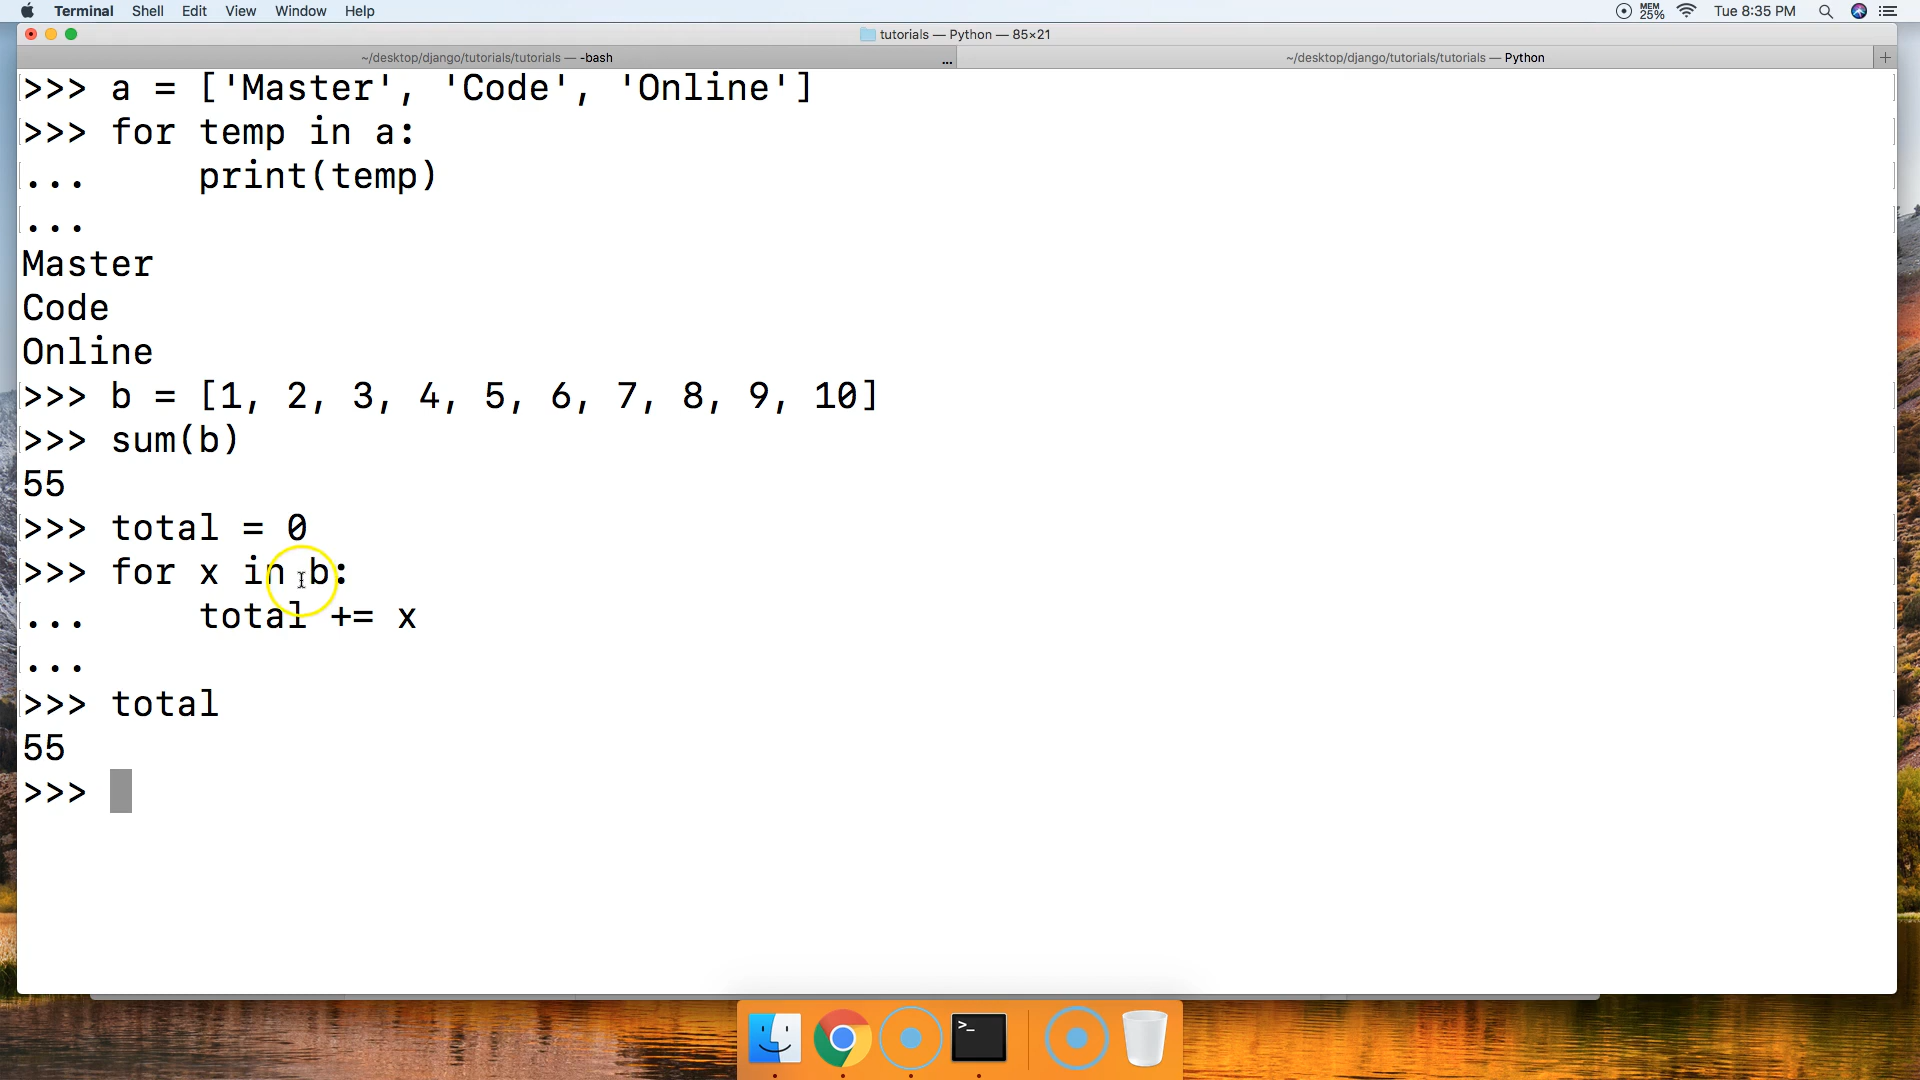 Terminal Shell Edit View Window Help MEM 25% Tue 8:35 PM
tutorials — Python — 85×21
~/desktop/django/tutorials/tutorials — -bash ... ~/desktop/django/tutorials/tutorials — Python +
>>> a = ['Master', 'Code', 'Online']
>>> for temp in a:
...     print(temp)
...
Master
Code
Online
>>> b = [1, 2, 3, 4, 5, 6, 7, 8, 9, 10]
>>> sum(b)
55
>>> total = 0
>>> for x in b:
...     total += x
...
>>> total
55
>>>
>_